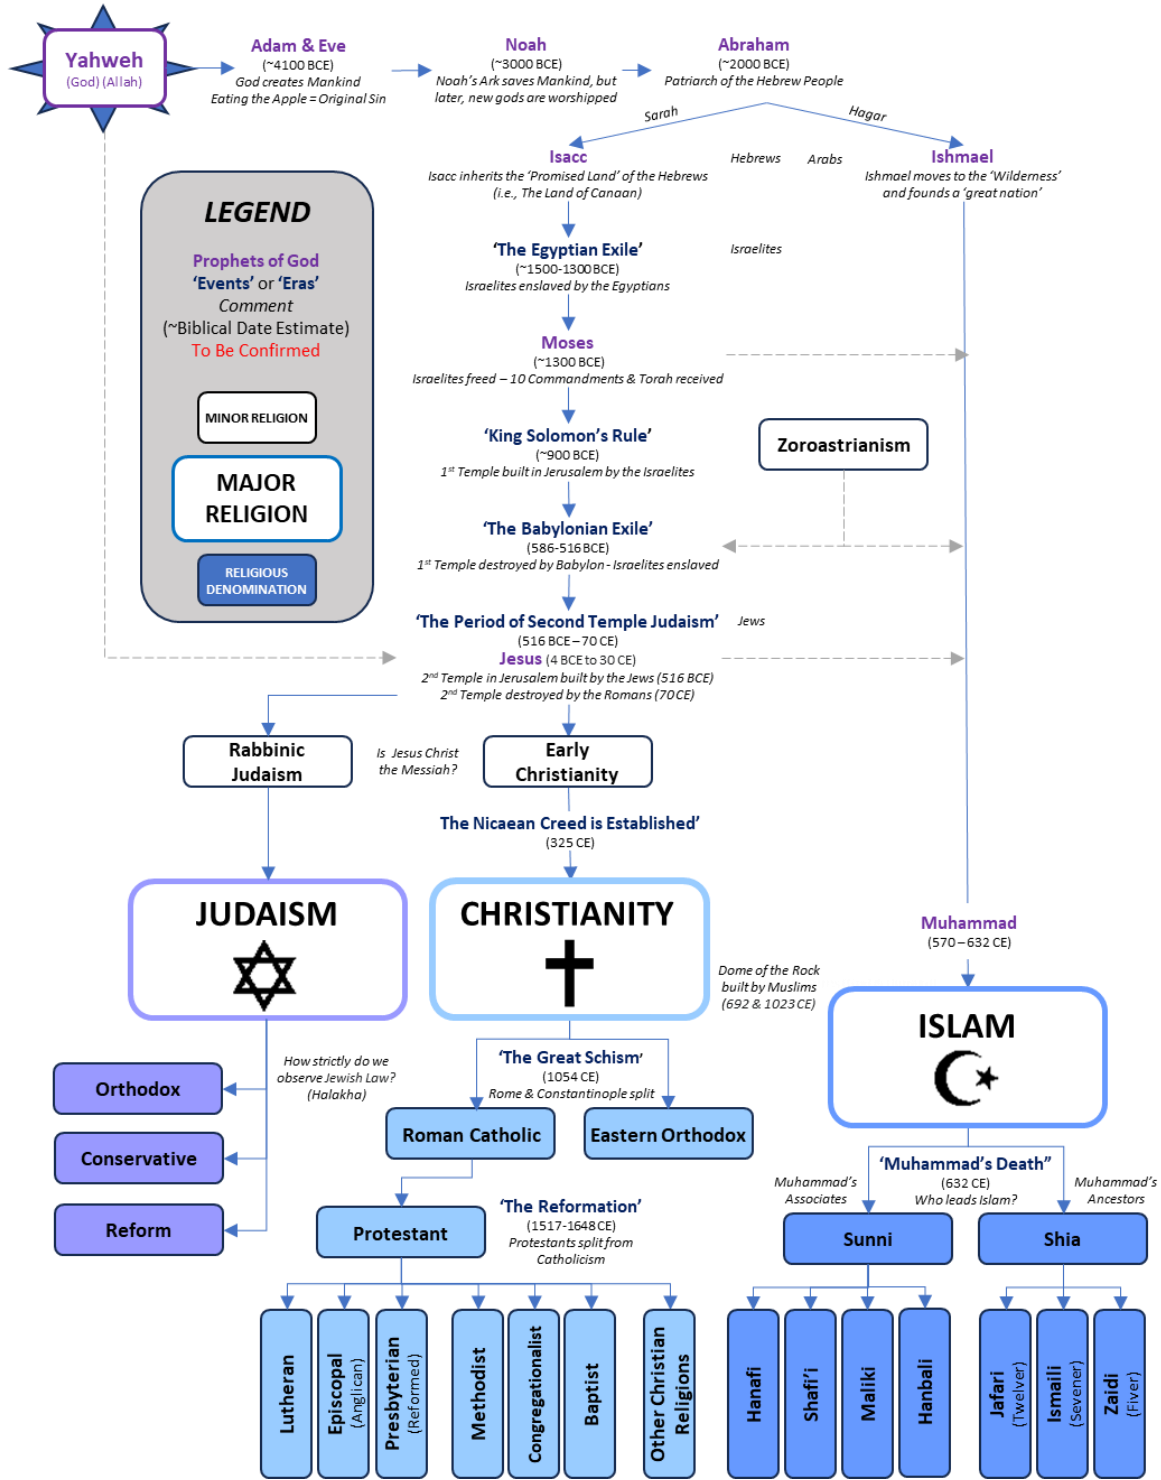 Yahweh
(God) (Allah)
Adam & Eve
(~4100 BCE)
God creates Mankind
Eating the Apple = Original Sin
Noah
(~3000 BCE)
Noah's Ark saves Mankind, but
later, new gods are worshipped
Abraham
(~2000 BCE)
Patriarch of the Hebrew People
Sarah
Hagar
Isacc
Isacc inherits the 'Promised Land' of the Hebrews
(i.e., The Land of Canaan)
Hebrews
Arabs
Ishmael
Ishmael moves to the 'Wilderness'
and founds a 'great nation'
LEGEND
Prophets of God
'Events' or 'Eras'
Comment
(~Biblical Date Estimate)
To Be Confirmed
MINOR RELIGION
MAJOR
RELIGION
RELIGIOUS
DENOMINATION
'The Egyptian Exile'
(~1500-1300 BCE)
Israelites enslaved by the Egyptians
Israelites
Moses
(~1300 BCE)
Israelites freed – 10 Commandments & Torah received
'King Solomon's Rule'
(~900 BCE)
1st Temple built in Jerusalem by the Israelites
Zoroastrianism
'The Babylonian Exile'
(586-516 BCE)
1st Temple destroyed by Babylon - Israelites enslaved
'The Period of Second Temple Judaism'
(516 BCE – 70 CE)
Jews
Jesus (4 BCE to 30 CE)
2nd Temple in Jerusalem built by the Jews (516 BCE)
2nd Temple destroyed by the Romans (70 CE)
Rabbinic
Judaism
Is Jesus Christ
the Messiah?
Early
Christianity
The Nicaean Creed is Established'
(325 CE)
JUDAISM
CHRISTIANITY
Muhammad
(570 – 632 CE)
Dome of the Rock
built by Muslims
(692 & 1023 CE)
ISLAM
How strictly do we
observe Jewish Law?
(Halakha)
Orthodox
Conservative
Reform
'The Great Schism'
(1054 CE)
Rome & Constantinople split
Roman Catholic
Eastern Orthodox
'The Reformation'
(1517-1648 CE)
Protestants split from
Catholicism
Protestant
Muhammad's
Associates
'Muhammad's Death"
(632 CE)
Who leads Islam?
Muhammad's
Ancestors
Sunni
Shia
Lutheran
Episcopal
(Anglican)
Presbyterian
(Reformed)
Methodist
Congregationalist
Baptist
Other Christian
Religions
Hanafi
Shafi'i
Maliki
Hanbali
Jafari
(Twelver)
Ismaili
(Sevener)
Zaidi
(Fiver)